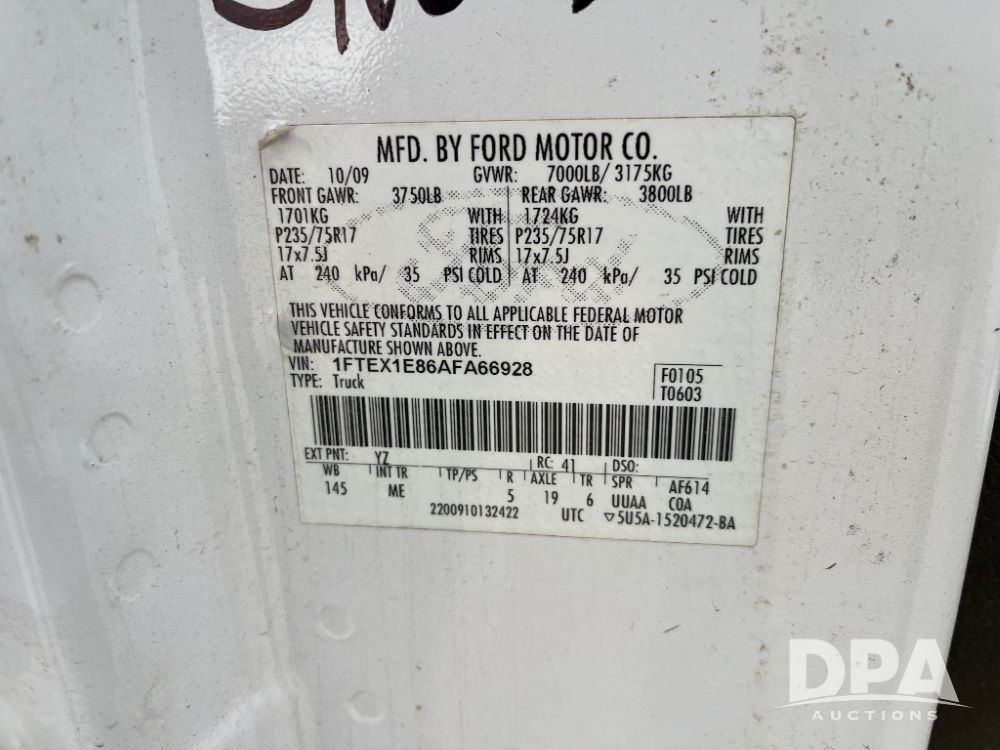 MFD. BY FORD MOTOR CO.
DATE: 10/09 GVWR: 7000LB/ 3175KG
FRONT GAWR: 3750LB REAR GAWR: 3800LB
1701KG WITH 1724KG WITH
P235/75R17 TIRES P235/75R17 TIRES
17x7.5J RIMS 17x7.5J RIMS
AT 240 kPa/ 35 PSI COLD AT 240 kPa/ 35 PSI COLD
THIS VEHICLE CONFORMS TO ALL APPLICABLE FEDERAL MOTOR
VEHICLE SAFETY STANDARDS IN EFFECT ON THE DATE OF
MANUFACTURE SHOWN ABOVE.
VIN: 1FTEX1E86AFA66928
TYPE: Truck
F0105
T0603
EXT PNT: YZ RC: 41 DSO:
WB INT TR TP/PS R AXLE TR SPR AF614
145 ME 5 19 6 UUAA COA
2200910132422 UTC ▽5U5A-1520472-BA
DPA
AUCTIONS